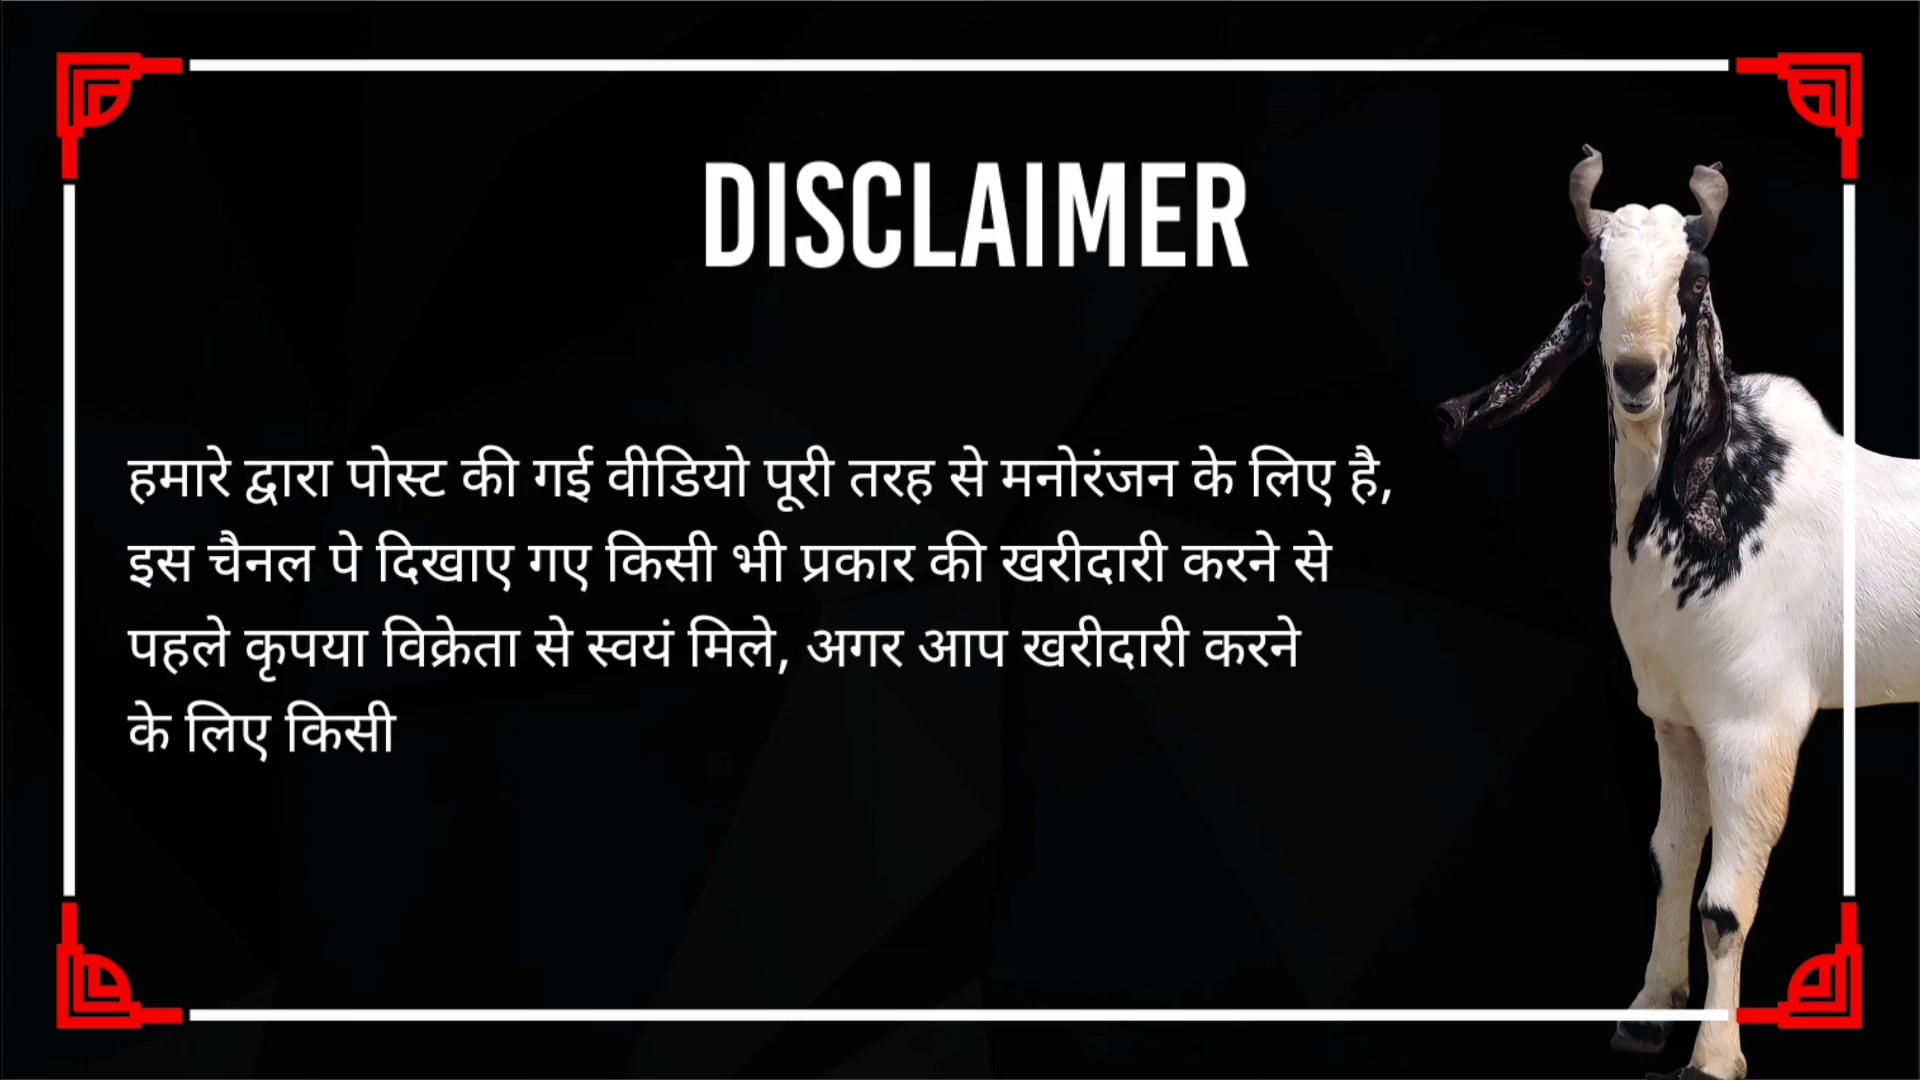 DISCLAIMER
हमारे द्वारा पोस्ट की गई वीडियो पूरी तरह से मनोरंजन के लिए है,
इस चैनल पे दिखाए गए किसी भी प्रकार की खरीदारी करने से
पहले कृपया विक्रेता से स्वयं मिले, अगर आप खरीदारी करने
के लिए किसी